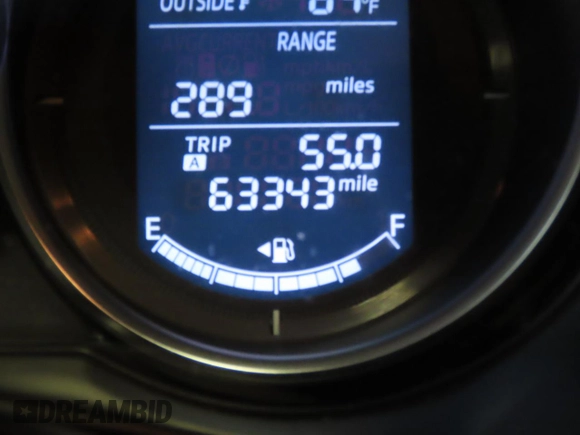 OUTSIDE
°F
RANGE
289 miles
TRIP A 55.0
63343 mile
E F
DREAMBID